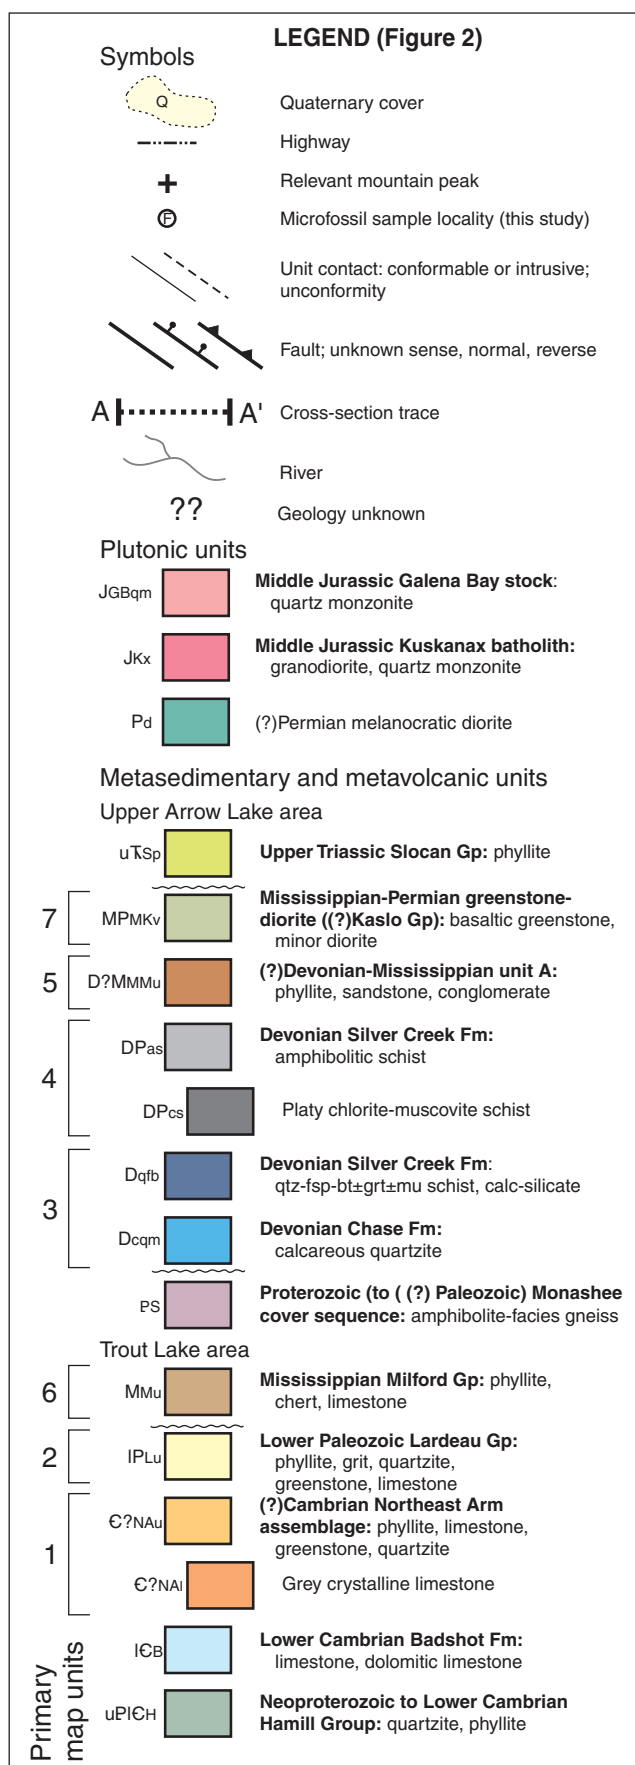 LEGEND (Figure 2)
Symbols
Q
Quaternary cover
Highway
Relevant mountain peak
F
Microfossil sample locality (this study)
Unit contact: conformable or intrusive;
unconformity
Fault; unknown sense, normal, reverse
A A'
Cross-section trace
River
??
Geology unknown
Plutonic units
JGBqm
Middle Jurassic Galena Bay stock:
quartz monzonite
JKx
Middle Jurassic Kuskanax batholith:
granodiorite, quartz monzonite
Pd
(?)Permian melanocratic diorite
Metasedimentary and metavolcanic units
Upper Arrow Lake area
uTRSp
Upper Triassic Slocan Gp: phyllite
7
MPMKv
Mississippian-Permian greenstone-
diorite ((?)Kaslo Gp): basaltic greenstone,
minor diorite
5
D?MMMu
(?)Devonian-Mississippian unit A:
phyllite, sandstone, conglomerate
4
DPas
Devonian Silver Creek Fm:
amphibolitic schist
DPcs
Platy chlorite-muscovite schist
3
Dqfb
Devonian Silver Creek Fm:
qtz-fsp-bt±grt±mu schist, calc-silicate
Dcqm
Devonian Chase Fm:
calcareous quartzite
PS
Proterozoic (to ( (?) Paleozoic) Monashee
cover sequence: amphibolite-facies gneiss
Trout Lake area
6
MMu
Mississippian Milford Gp: phyllite,
chert, limestone
2
lPLu
Lower Paleozoic Lardeau Gp:
phyllite, grit, quartzite,
greenstone, limestone
1
Є?NAu
(?)Cambrian Northeast Arm
assemblage: phyllite, limestone,
greenstone, quartzite
Є?NAl
Grey crystalline limestone
lЄB
Lower Cambrian Badshot Fm:
limestone, dolomitic limestone
uPlЄH
Neoproterozoic to Lower Cambrian
Hamill Group: quartzite, phyllite
Primary
map units